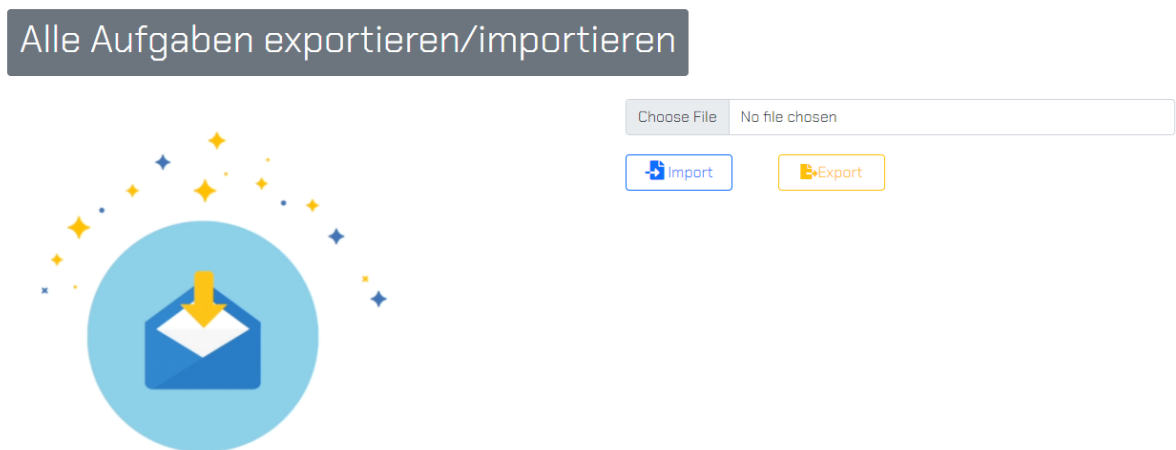 Alle Aufgaben exportieren/importieren
Choose File No file chosen
Import Export